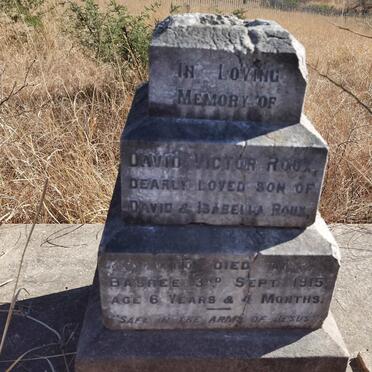 IN LOVING
MEMORY OF
DAVID VICTOR ROUX,
DEARLY LOVED SON OF
DAVID & ISABELLA ROUX,
WHO DIED AT
3RD SEPT. 1915
AGE 6 YEARS & 4 MONTHS.
"SAFE IN THE ARMS OF JESUS"